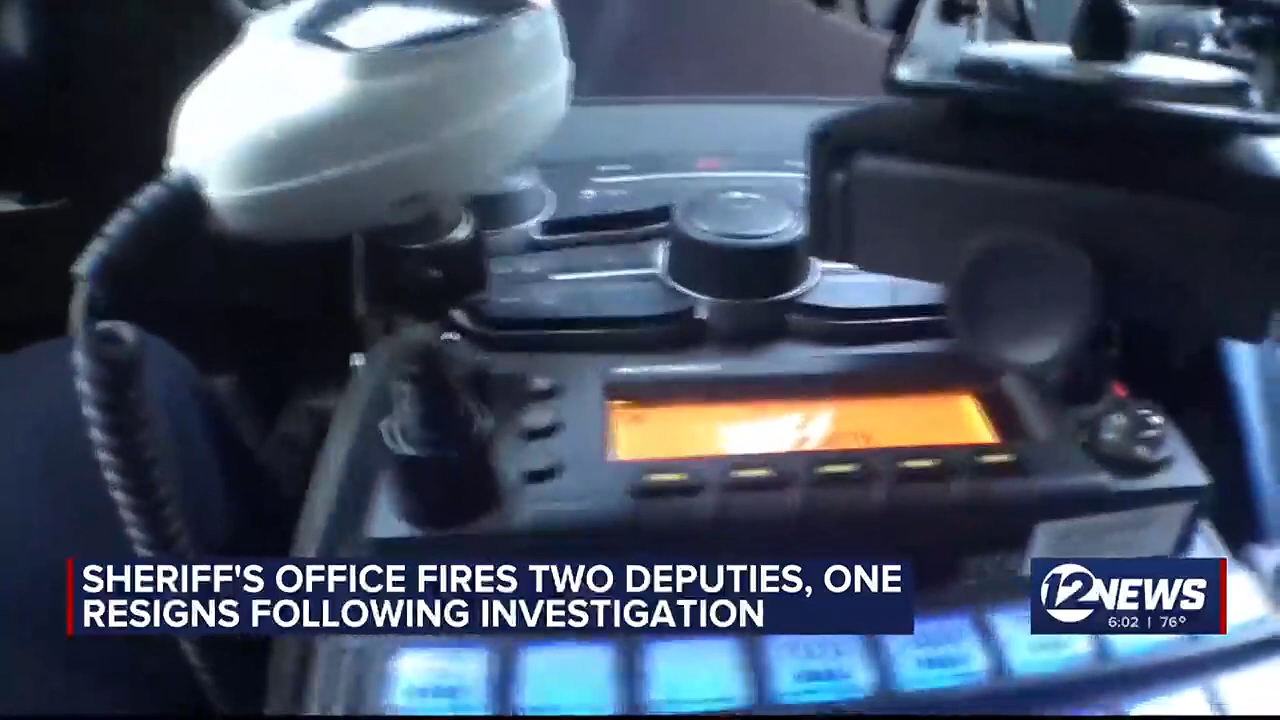 SHERIFF'S OFFICE FIRES TWO DEPUTIES, ONE
RESIGNS FOLLOWING INVESTIGATION
12NEWS
6:02 | 76°